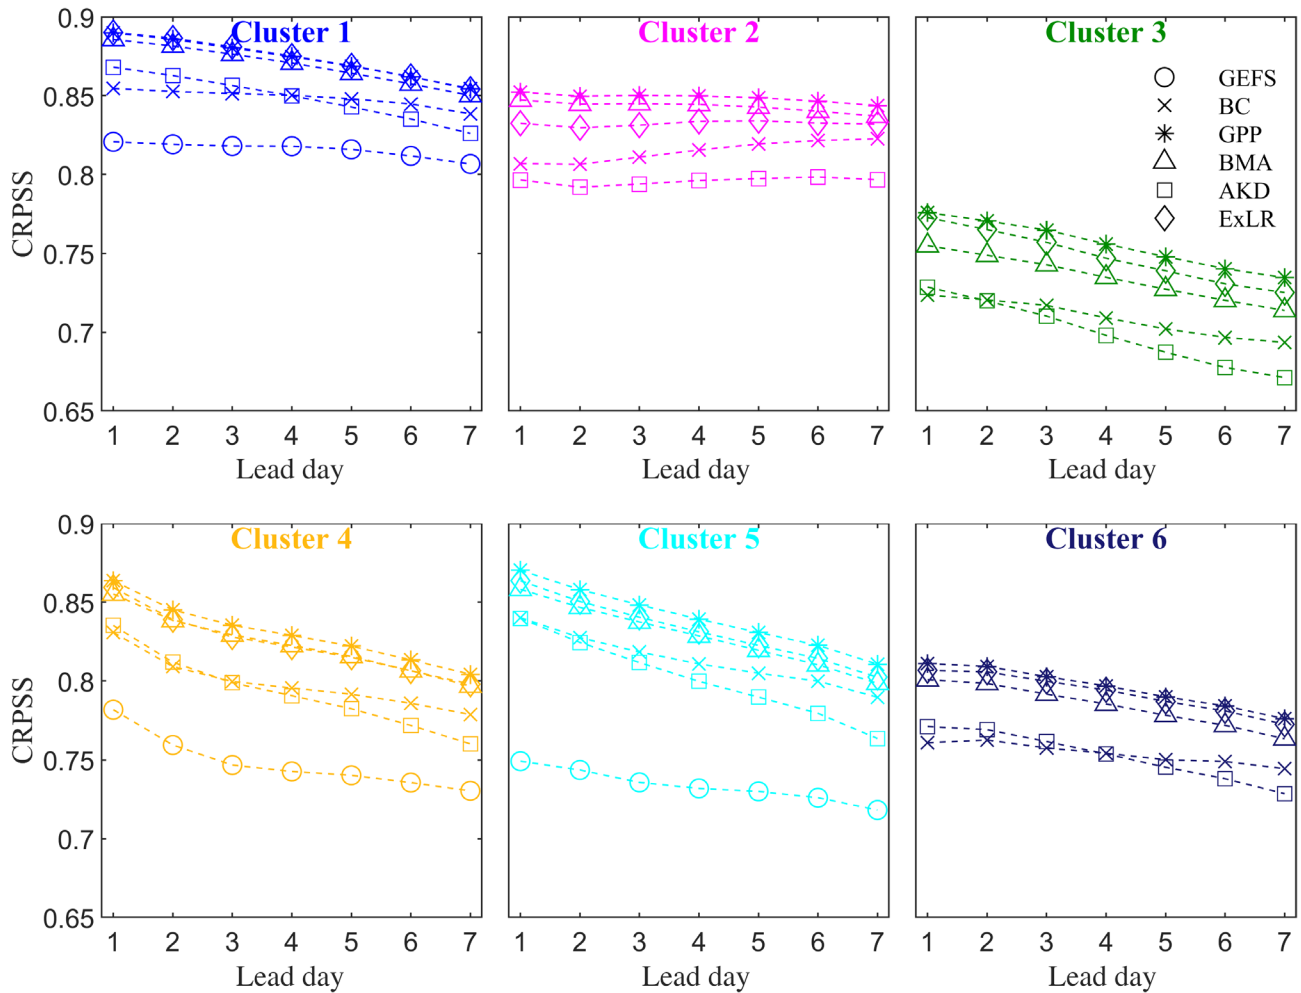 Cluster 1
Cluster 2
Cluster 3
CRPSS
0.9
0.85
0.8
0.75
0.7
0.65
GEFS
BC
GPP
BMA
AKD
ExLR
1 2 3 4 5 6 7
1 2 3 4 5 6 7
1 2 3 4 5 6 7
Lead day
Lead day
Lead day
Cluster 4
Cluster 5
Cluster 6
CRPSS
0.9
0.85
0.8
0.75
0.7
0.65
1 2 3 4 5 6 7
1 2 3 4 5 6 7
1 2 3 4 5 6 7
Lead day
Lead day
Lead day